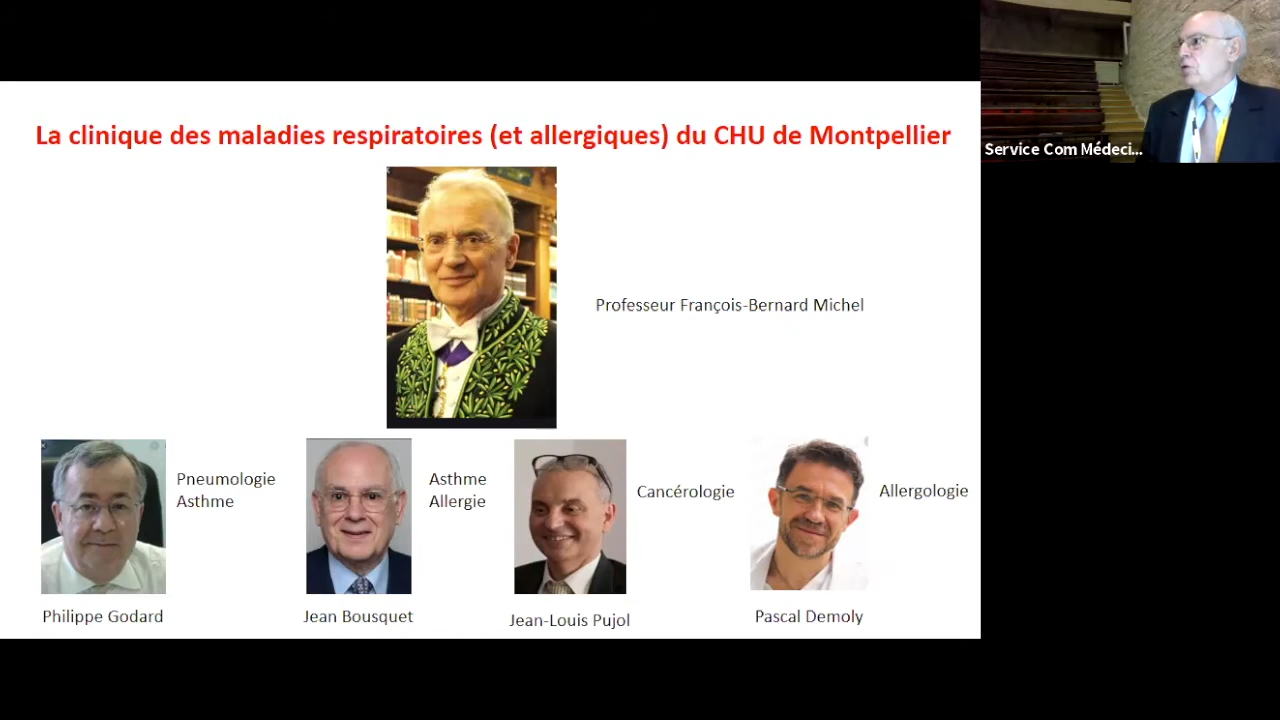 La clinique des maladies respiratoires (et allergiques) du CHU de Montpellier
Service Com Médeci...
Professeur François-Bernard Michel
Pneumologie
Asthme
Asthme
Allergie
Cancérologie
Allergologie
Philippe Godard
Jean Bousquet
Jean-Louis Pujol
Pascal Demoly